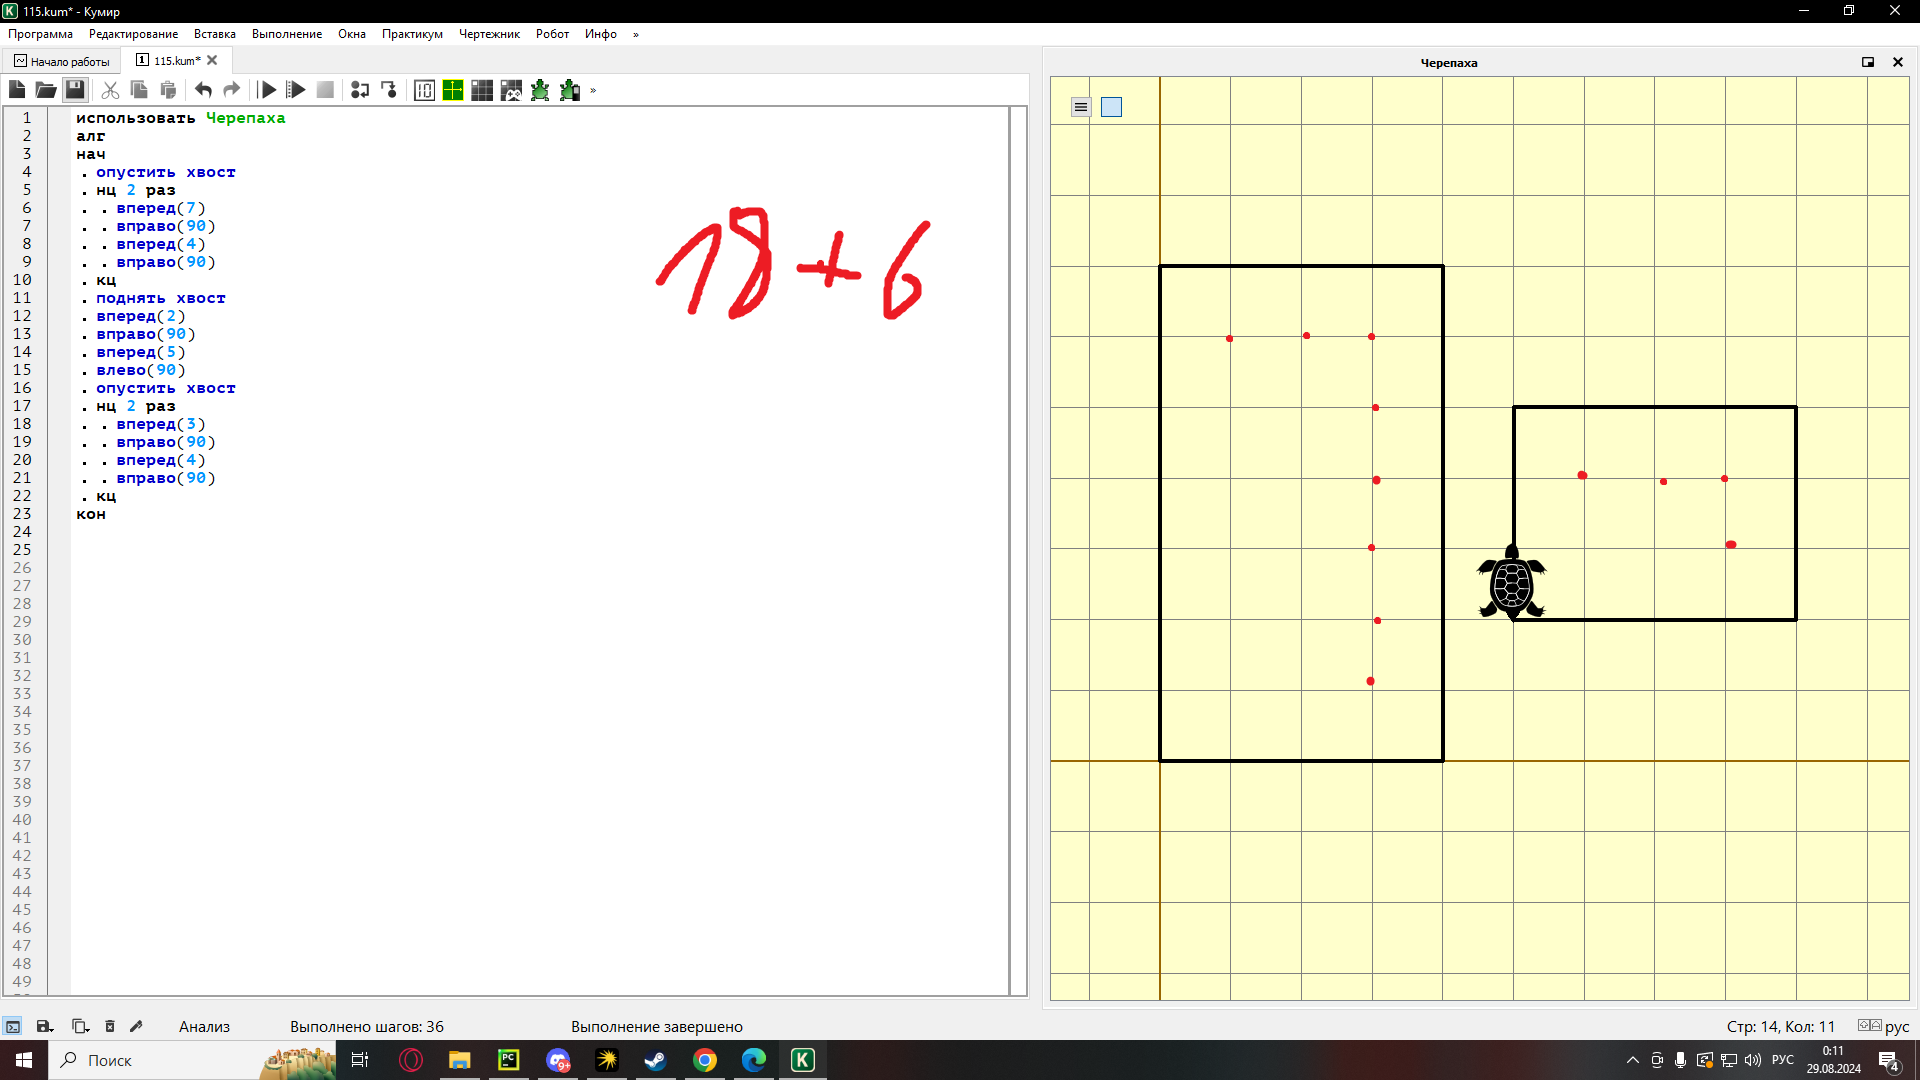 115.kum* - Кумир
Программа Редактирование Вставка Выполнение Окна Практикум Чертежник Робот Инфо »
Начало работы 115.kum*
Черепаха
1 использовать Черепаха
2 алг
3 нач
4 . опустить хвост
5 . нц 2 раз
6 . . вперед(7)
7 . . вправо(90)
8 . . вперед(4)
9 . . вправо(90)
10 . кц
11 . поднять хвост
12 . вперед(2)
13 . вправо(90)
14 . вперед(5)
15 . влево(90)
16 . опустить хвост
17 . нц 2 раз
18 . . вперед(3)
19 . . вправо(90)
20 . . вперед(4)
21 . . вправо(90)
22 . кц
23 кон
24
25
26
27
28
29
30
31
32
33
34
35
36
37
38
39
40
41
42
43
44
45
46
47
48
49
18+6
Анализ Выполнено шагов: 36 Выполнение завершено Стр: 14, Кол: 11 рус
Поиск РУС 0:11
29.08.2024 4